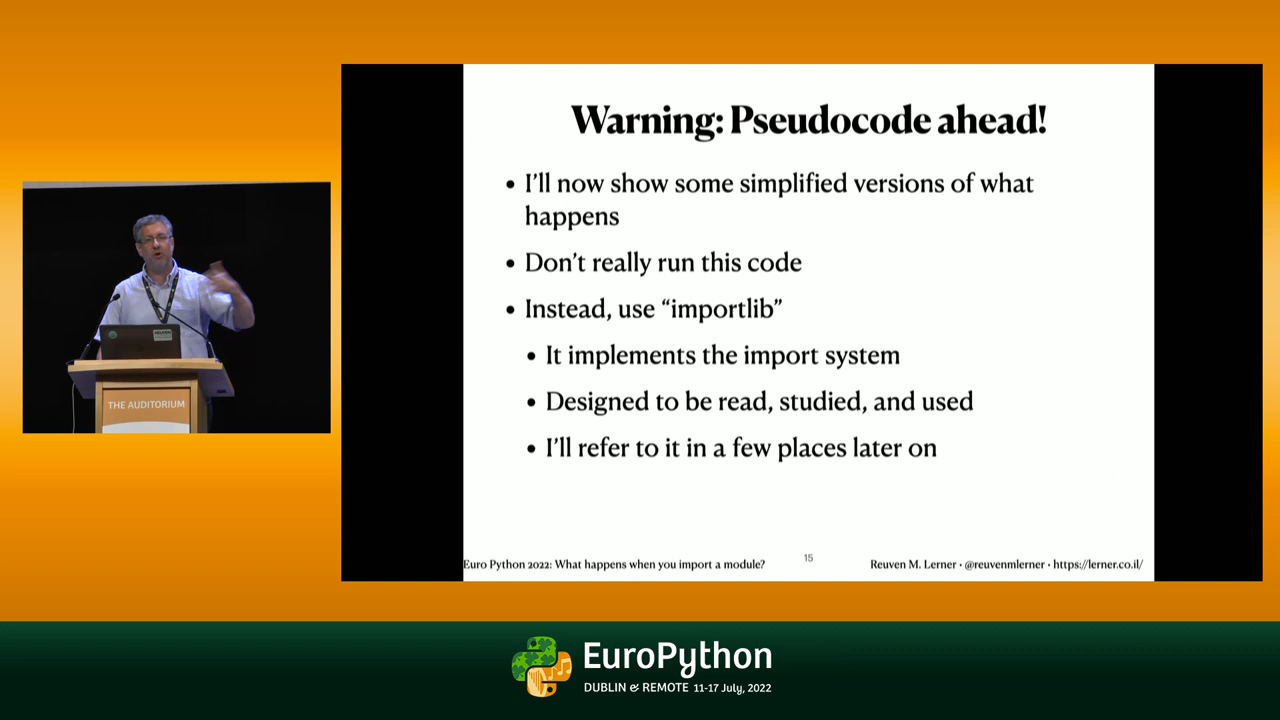 Warning: Pseudocode ahead!
• I'll now show some simplified versions of what
happens
• Don't really run this code
• Instead, use “importlib”
• It implements the import system
• Designed to be read, studied, and used
• I'll refer to it in a few places later on
Euro Python 2022: What happens when you import a module?
15
Reuven M. Lerner • @reuvenmlerner • https://lerner.co.il/
THE AUDITORIUM
EuroPython
DUBLIN & REMOTE 11-17 July, 2022